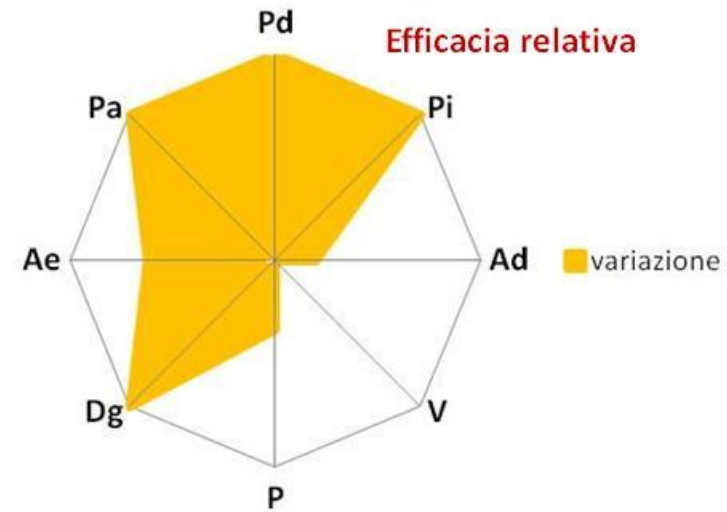 Pd
Efficacia relativa
Pa
Pi
Ae
Ad
variazione
Dg
V
P